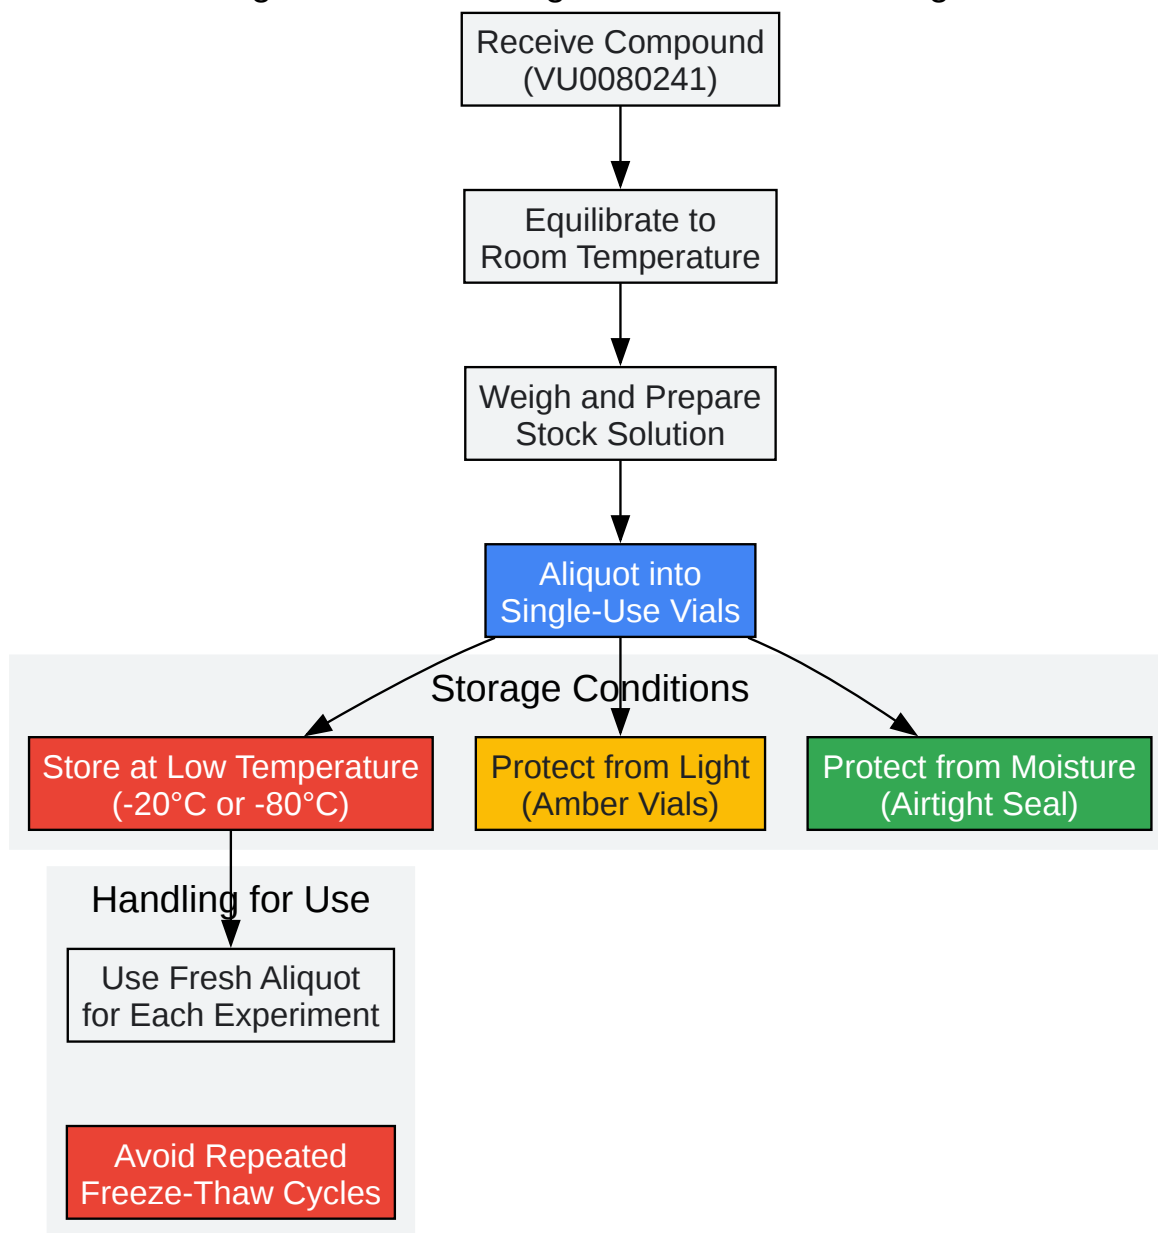 Receive Compound
(VU0080241)
Equilibrate to
Room Temperature
Weigh and Prepare
Stock Solution
Aliquot into
Single-Use Vials
Storage Conditions
Store at Low Temperature
(-20°C or -80°C)
Protect from Light
(Amber Vials)
Protect from Moisture
(Airtight Seal)
Handling for Use
Use Fresh Aliquot
for Each Experiment
Avoid Repeated
Freeze-Thaw Cycles